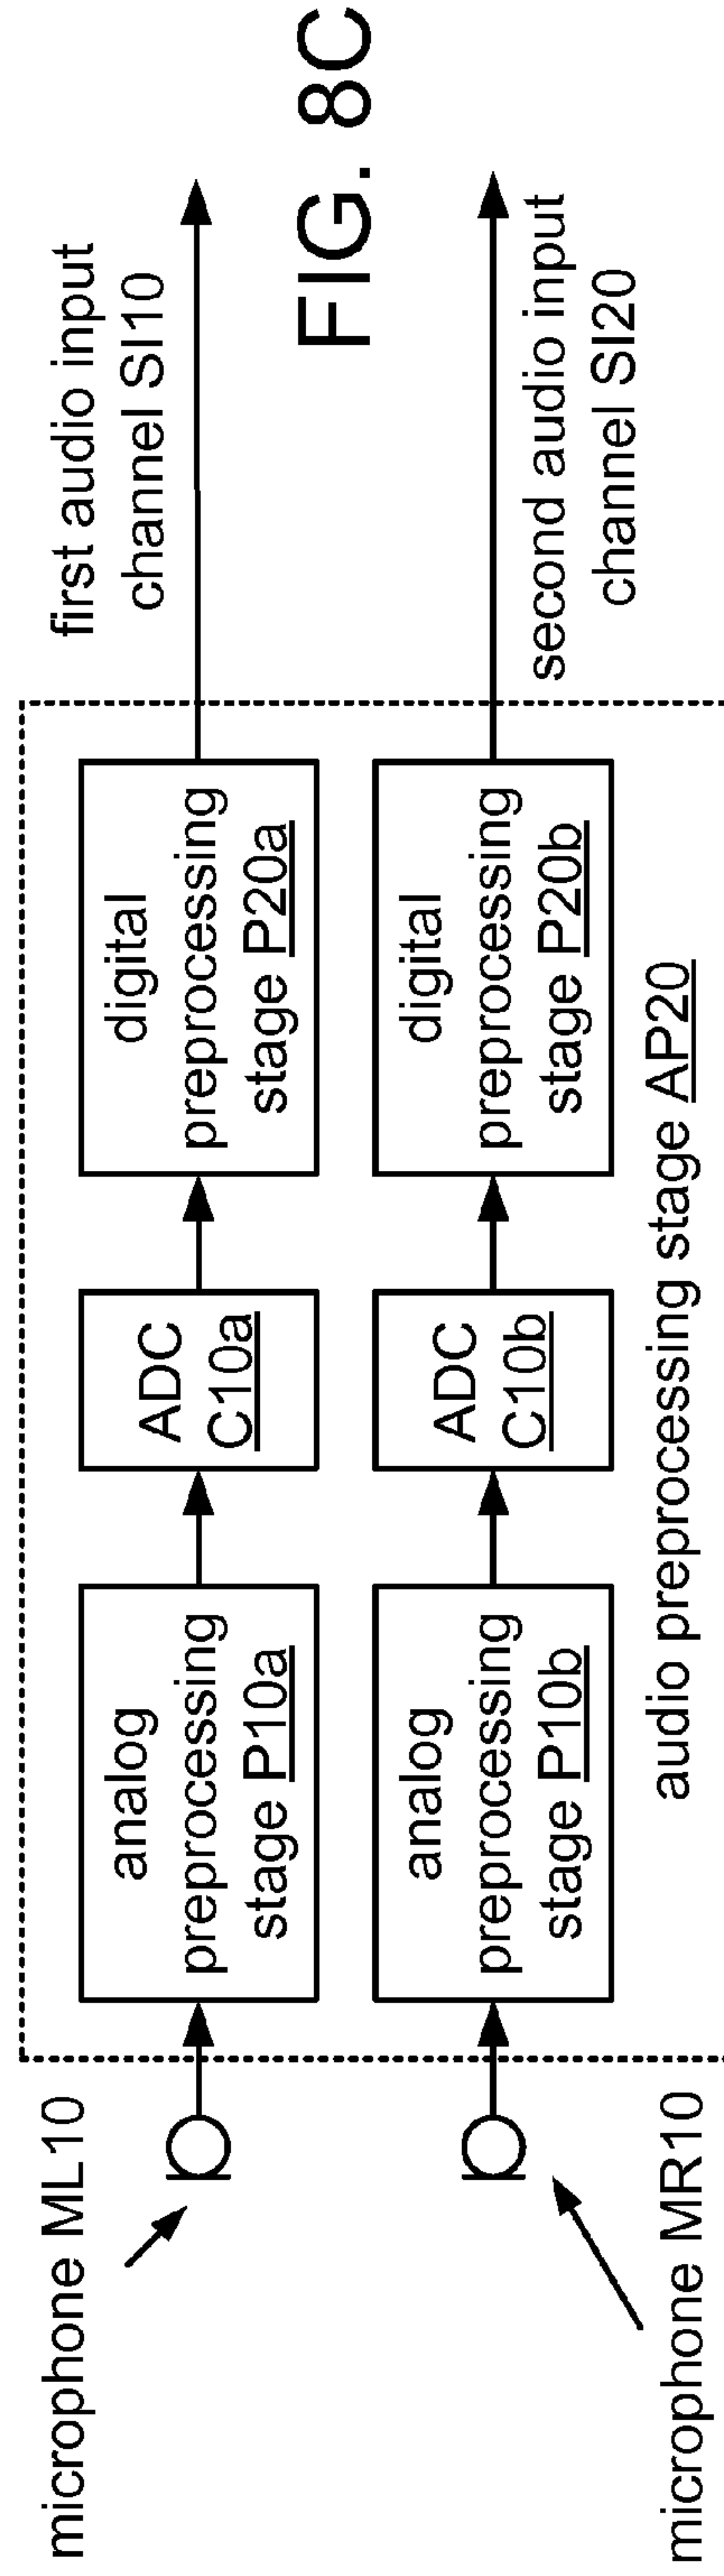 microphone ML10
analog
preprocessing
stage P10a
ADC
C10a
digital
preprocessing
stage P20a
first audio input
channel SI10
microphone MR10
analog
preprocessing
stage P10b
ADC
C10b
digital
preprocessing
stage P20b
second audio input
channel SI20
audio preprocessing stage AP20
FIG. 8C